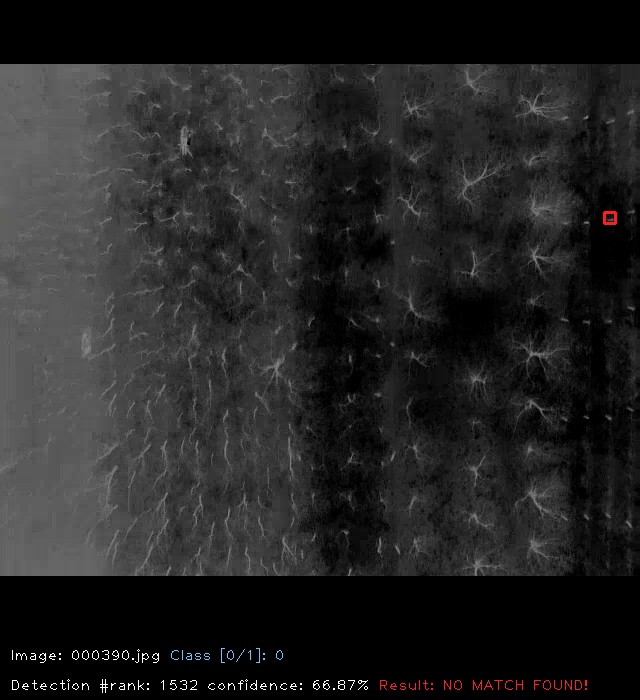 Image: 000390.jpg Class [0/1]: 0
Detection #rank: 1532 confidence: 66.87% Result: NO MATCH FOUND!